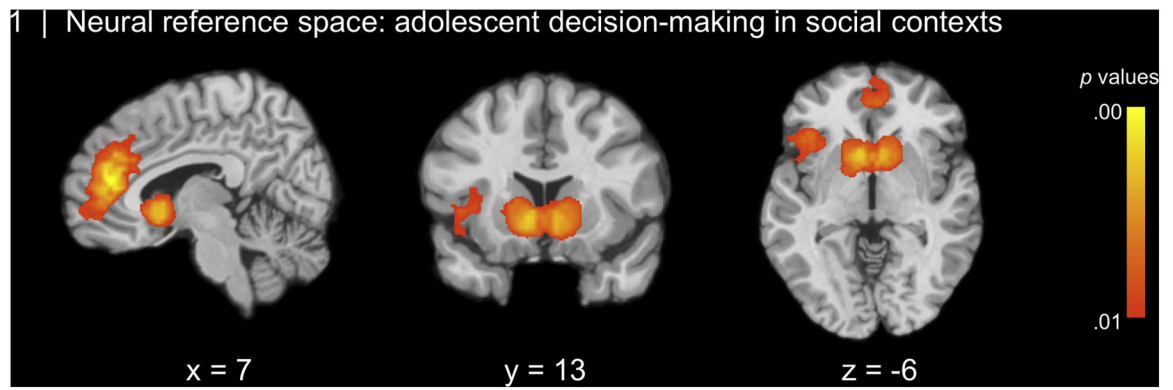 1 | Neural reference space: adolescent decision-making in social contexts
p values
.00
.01
x = 7
y = 13
z = -6